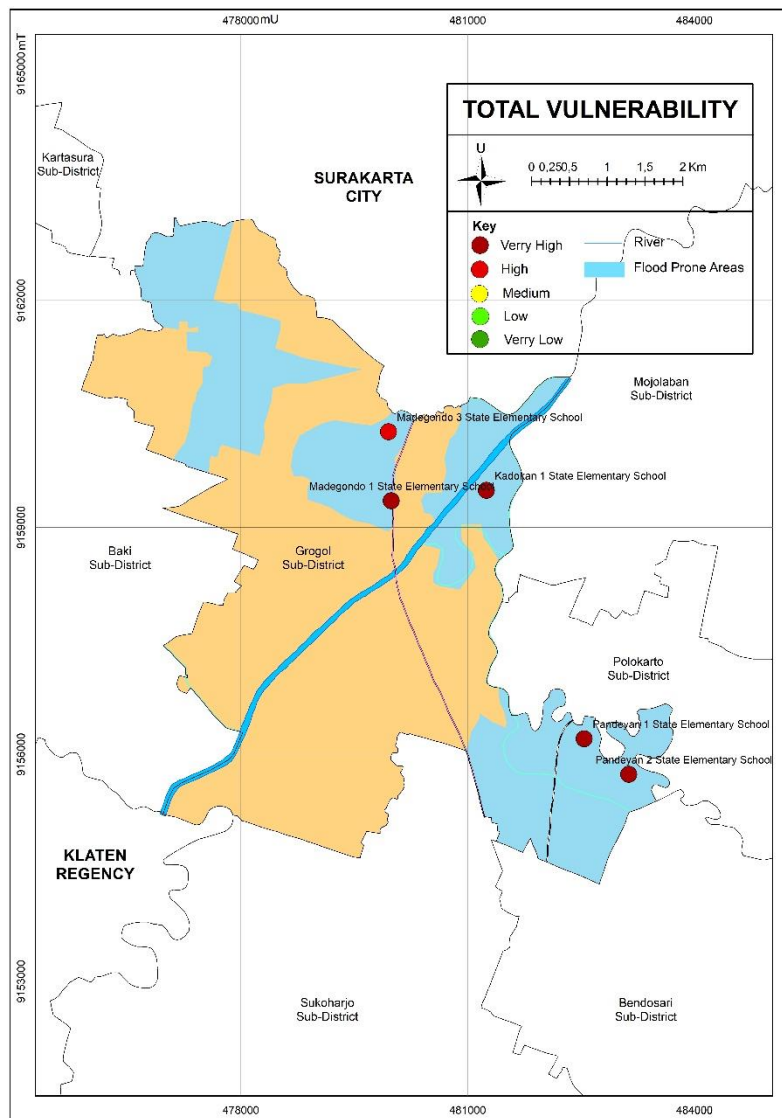 478000 mU
481000
484000
9165000 mT
TOTAL VULNERABILITY
U
0 0,250,5 1 1,5 2 Km
Key
Verry High
High
Medium
Low
Verry Low
River
Flood Prone Areas
Kartasura
Sub-District
SURAKARTA
CITY
9162000
Mojolaban
Sub-District
Madegondo 3 State Elementary School
Kadokan 1 State Elementary School
Madegondo 1 State Elementary School
9159000
Baki
Sub-District
Grogol
Sub-District
Polokarto
Sub-District
Pandeyan 1 State Elementary School
9156000
Pandeyan 2 State Elementary School
KLATEN
REGENCY
9153000
Sukoharjo
Sub-District
Bendosari
Sub-District
478000
481000
484000